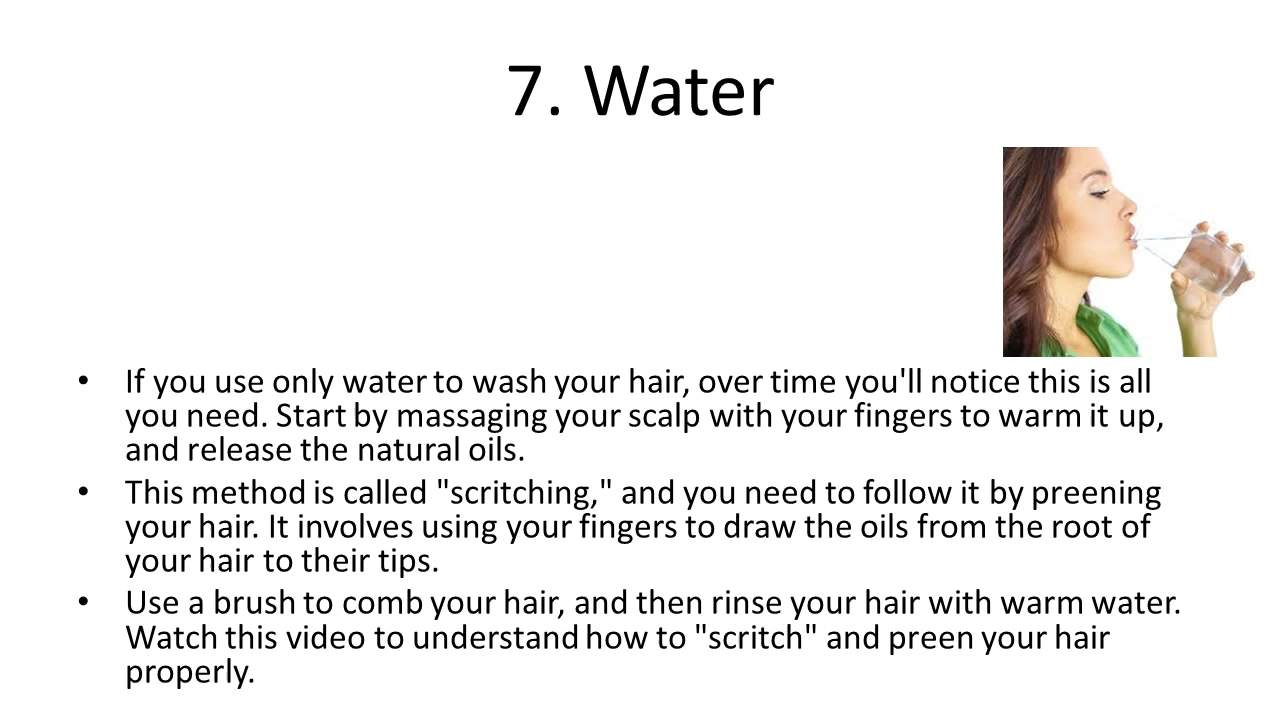 7. Water
• If you use only water to wash your hair, over time you'll notice this is all
you need. Start by massaging your scalp with your fingers to warm it up,
and release the natural oils.
• This method is called "scritching," and you need to follow it by preening
your hair. It involves using your fingers to draw the oils from the root of
your hair to their tips.
• Use a brush to comb your hair, and then rinse your hair with warm water.
Watch this video to understand how to "scritch" and preen your hair
properly.